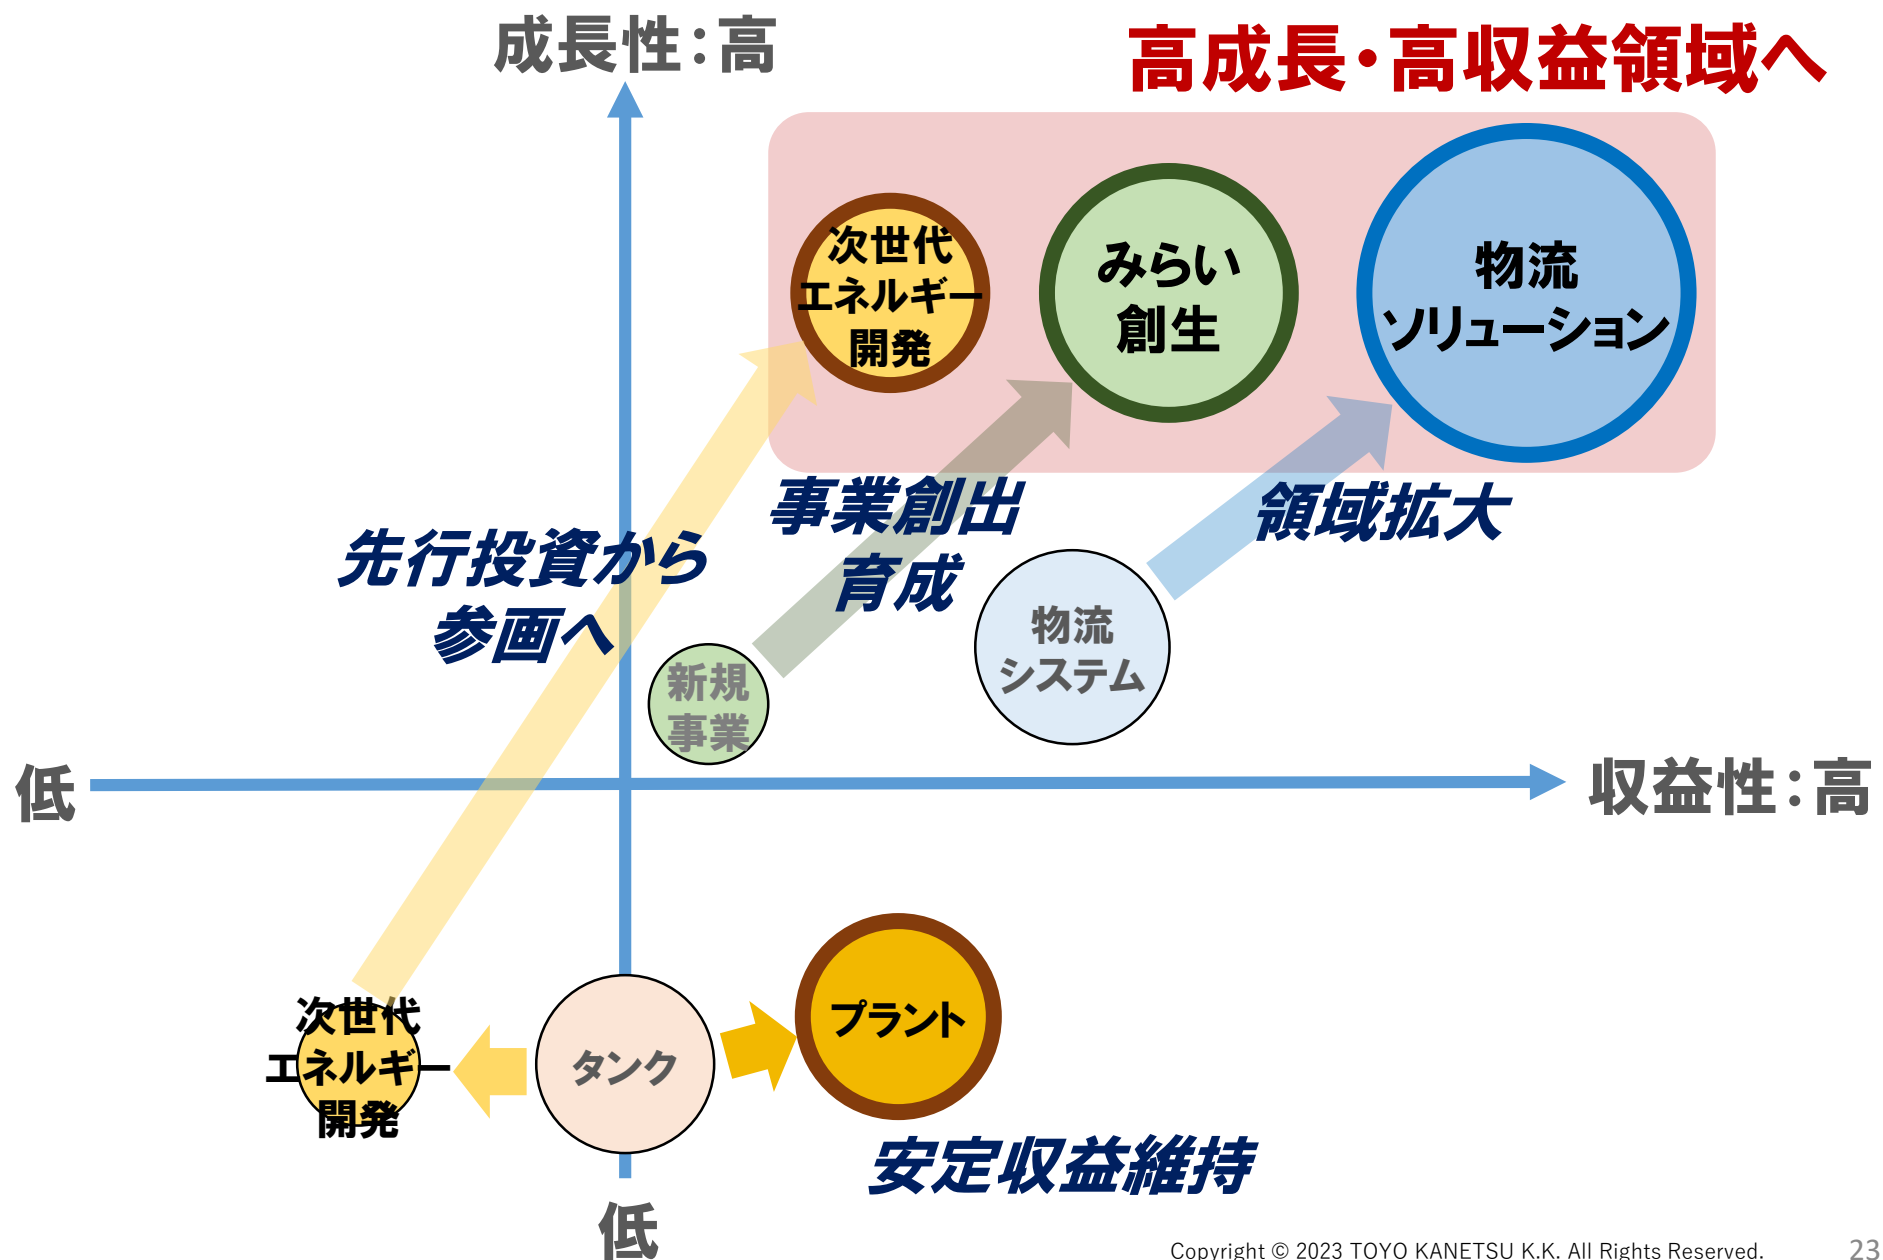 成長性：高
高成長・高収益領域へ
次世代
エネルギー
開発
みらい
創生
物流
ソリューション
先行投資から
参画へ
事業創出
育成
領域拡大
新規
事業
物流
システム
低
収益性：高
次世代
エネルギー
開発
タンク
プラント
安定収益維持
低
Copyright © 2023 TOYO KANETSU K.K. All Rights Reserved.
23